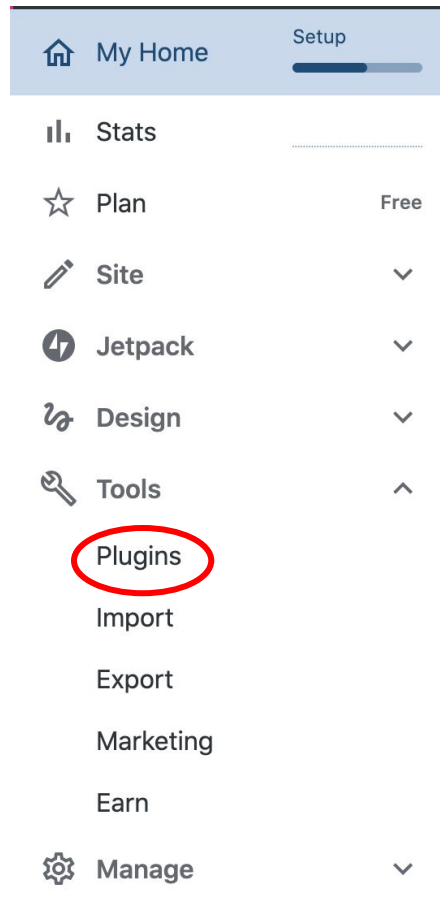 My Home Setup
Stats
Plan Free
Site
Jetpack
Design
Tools
Plugins
Import
Export
Marketing
Earn
Manage